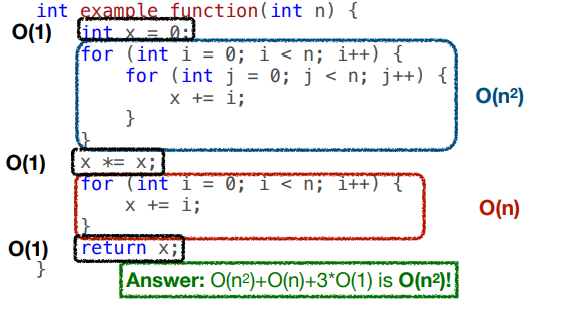 int example_function(int n) {
O(1) int x = 0;
for (int i = 0; i < n; i++) {
for (int j = 0; j < n; j++) {
x += i;
}
}
O(n²)
O(1) x *= x;
for (int i = 0; i < n; i++) {
x += i;
}
O(n)
O(1) return x;
}
Answer: O(n²)+O(n)+3*O(1) is O(n²)!